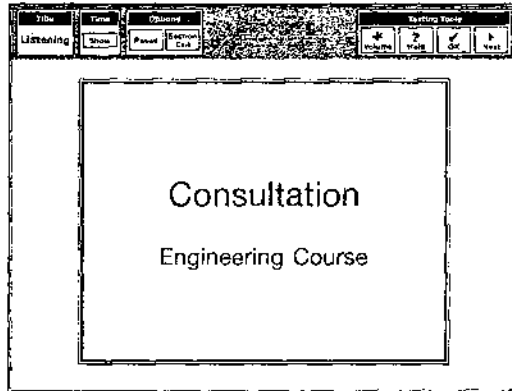 Title Time Options Testing Tools
Listening Show Pause Section Exit Volume Help OK Next
Consultation
Engineering Course